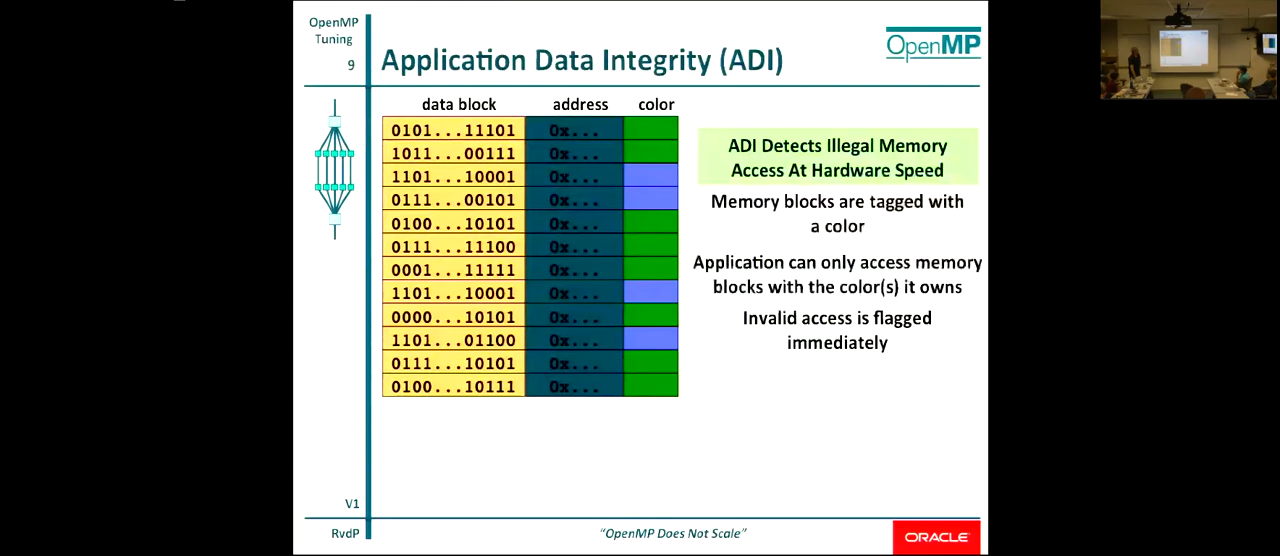 OpenMP
Tuning
9
Application Data Integrity (ADI)
OpenMP
data block address color
0101...11101 0x...
1011...00111 0x...
1101...10001 0x...
0111...00101 0x...
0100...10101 0x...
0111...11100 0x...
0001...11111 0x...
1101...10001 0x...
0000...10101 0x...
1101...01100 0x...
0111...10101 0x...
0100...10111 0x...
ADI Detects Illegal Memory
Access At Hardware Speed
Memory blocks are tagged with
a color
Application can only access memory
blocks with the color(s) it owns
Invalid access is flagged
immediately
V1
RvdP
“OpenMP Does Not Scale”
ORACLE